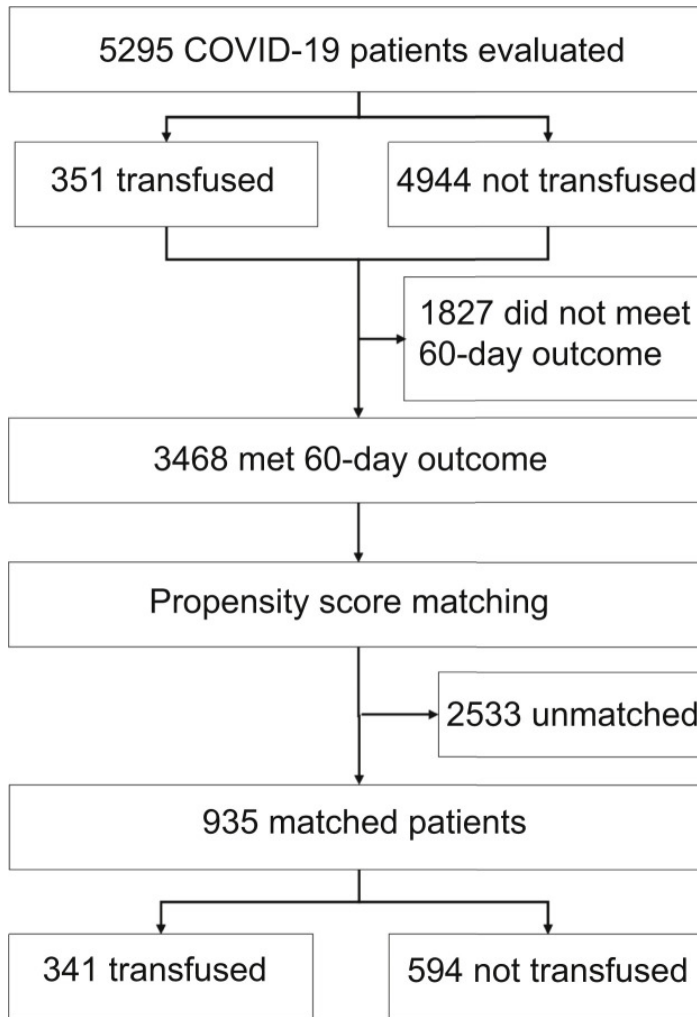 5295 COVID-19 patients evaluated
351 transfused
4944 not transfused
1827 did not meet
60-day outcome
3468 met 60-day outcome
Propensity score matching
2533 unmatched
935 matched patients
341 transfused
594 not transfused